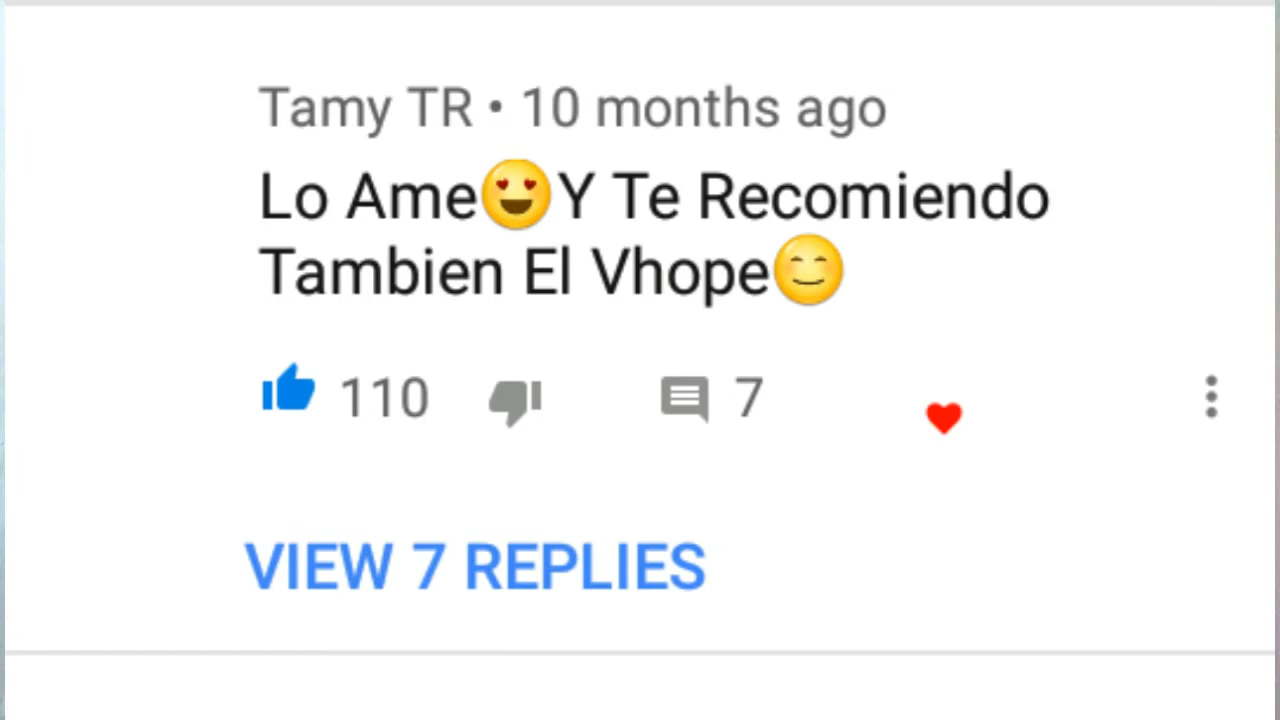 Tamy TR • 10 months ago
Lo Ame😍Y Te Recomiendo
Tambien El Vhope😊
110 7
VIEW 7 REPLIES